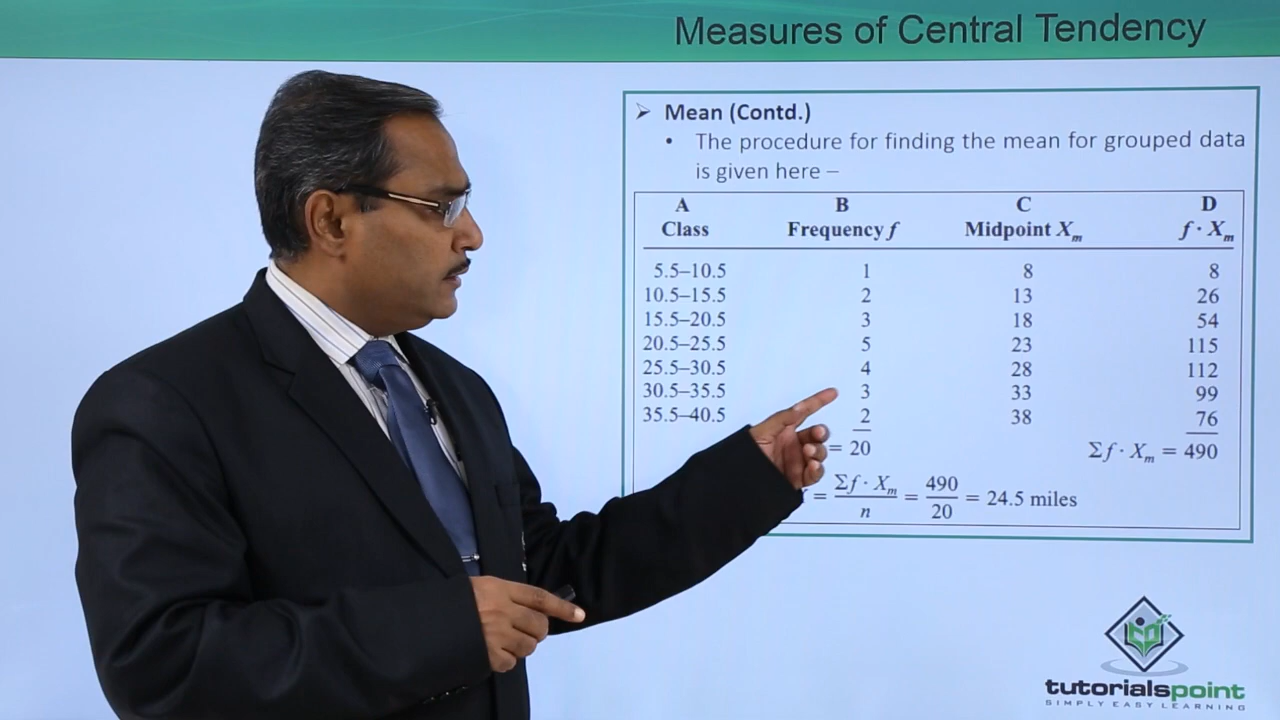 Measures of Central Tendency
➢ Mean (Contd.)
• The procedure for finding the mean for grouped data
is given here –
A B C D
Class Frequency f Midpoint Xm f · Xm
5.5–10.5 1 8 8
10.5–15.5 2 13 26
15.5–20.5 3 18 54
20.5–25.5 5 23 115
25.5–30.5 4 28 112
30.5–35.5 3 33 99
35.5–40.5 2 38 76
= 20 Σf · Xm = 490
= Σf · Xm / n = 490 / 20 = 24.5 miles
tutorialspoint
SIMPLY EASY LEARNING